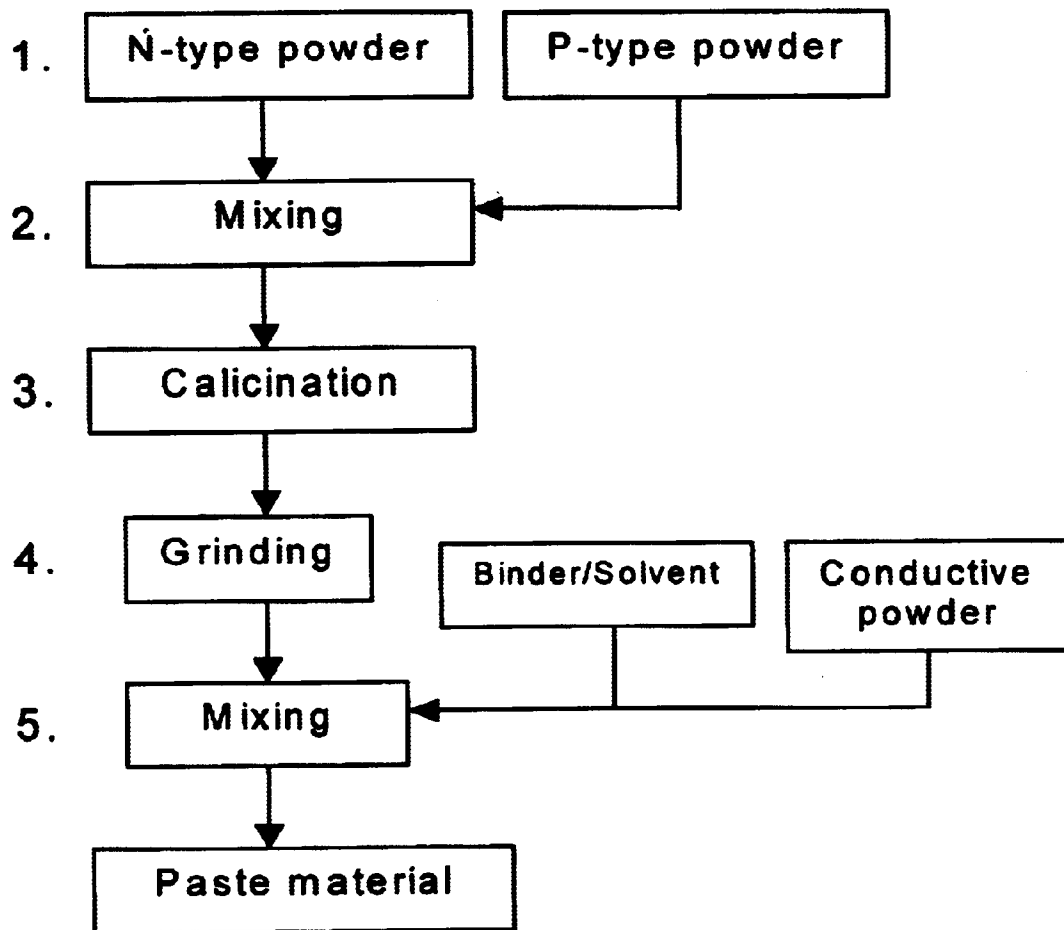 1.
N-type powder
P-type powder
2.
Mixing
3.
Calicination
4.
Grinding
Binder/Solvent
Conductive
powder
5.
Mixing
Paste material